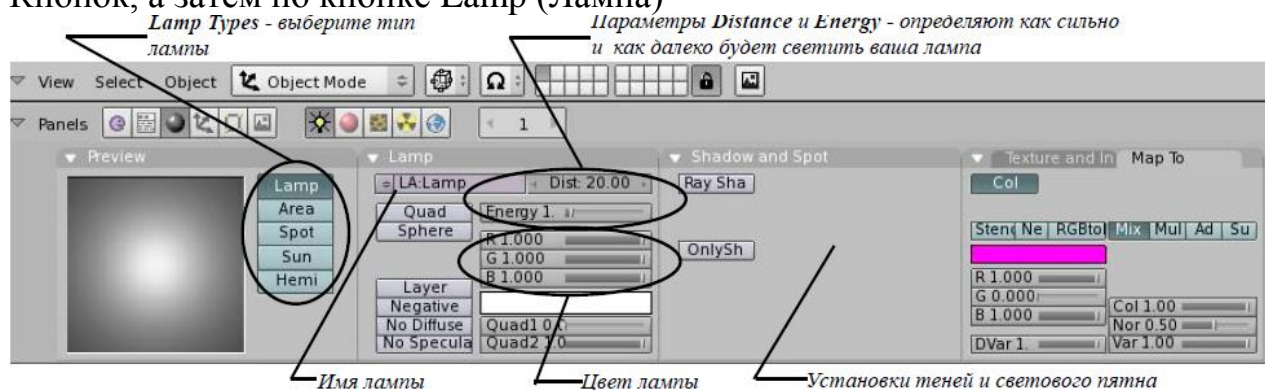 Кнопок, а затем по кнопке Lamp (Лампа)
Lamp Types - выберите тип
лампы
Параметры Distance и Energy - определяют как сильно
и как далеко будет светить ваша лампа
View Select Object Object Mode
Panels 1
Preview
Lamp
Area
Spot
Sun
Hemi
Lamp
LA:Lamp Dist: 20.00
Quad Energy 1.
Sphere R 1.000
G 1.000
B 1.000
Layer
Negative
No Diffuse Quad1 0.0
No Specula Quad2 1.0
Shadow and Spot
Ray Sha
OnlySh
Texture and In Map To
Col
Sten Ne RGBtoI Mix Mul Ad Su
R 1.000
G 0.000
B 1.000
Col 1.00
Nor 0.50
DVar 1. Var 1.00
Имя лампы Цвет лампы Установки теней и светового пятна